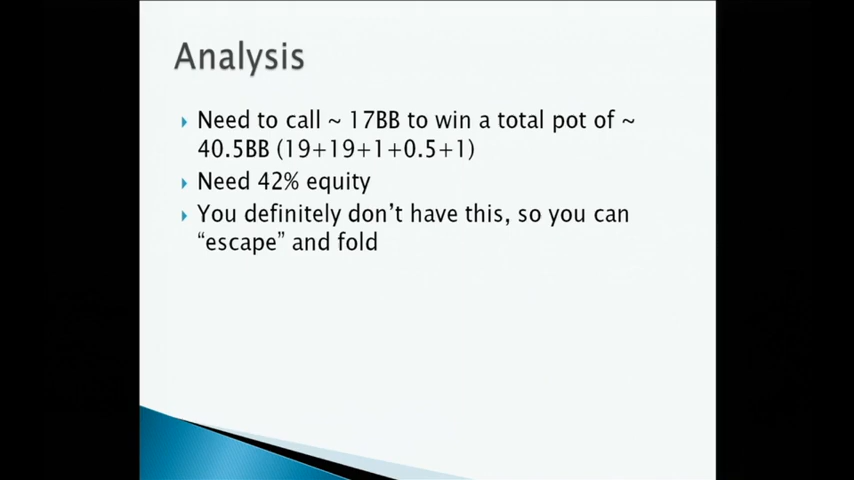 Analysis
Need to call ~ 17BB to win a total pot of ~
40.5BB (19+19+1+0.5+1)
Need 42% equity
You definitely don’t have this, so you can
“escape” and fold